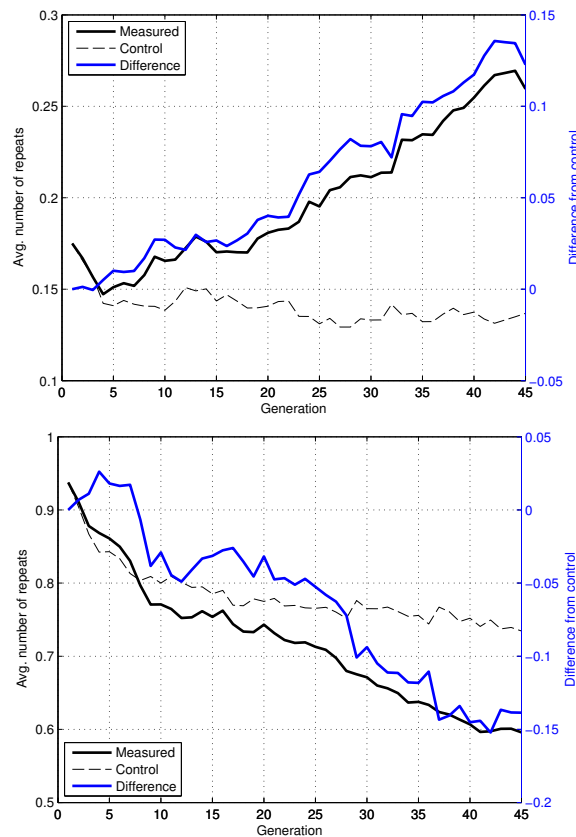 0.3
0.25
0.2
0.15
0.1
Avg. number of repeats
Measured
Control
Difference
0.15
0.1
0.05
0
−0.05
Difference from control
0 5 10 15 20 25 30 35 40 45
Generation
1
0.9
0.8
0.7
0.6
0.5
Avg. number of repeats
Measured
Control
Difference
0.05
0
−0.05
−0.1
−0.15
−0.2
Difference from control
0 5 10 15 20 25 30 35 40 45
Generation